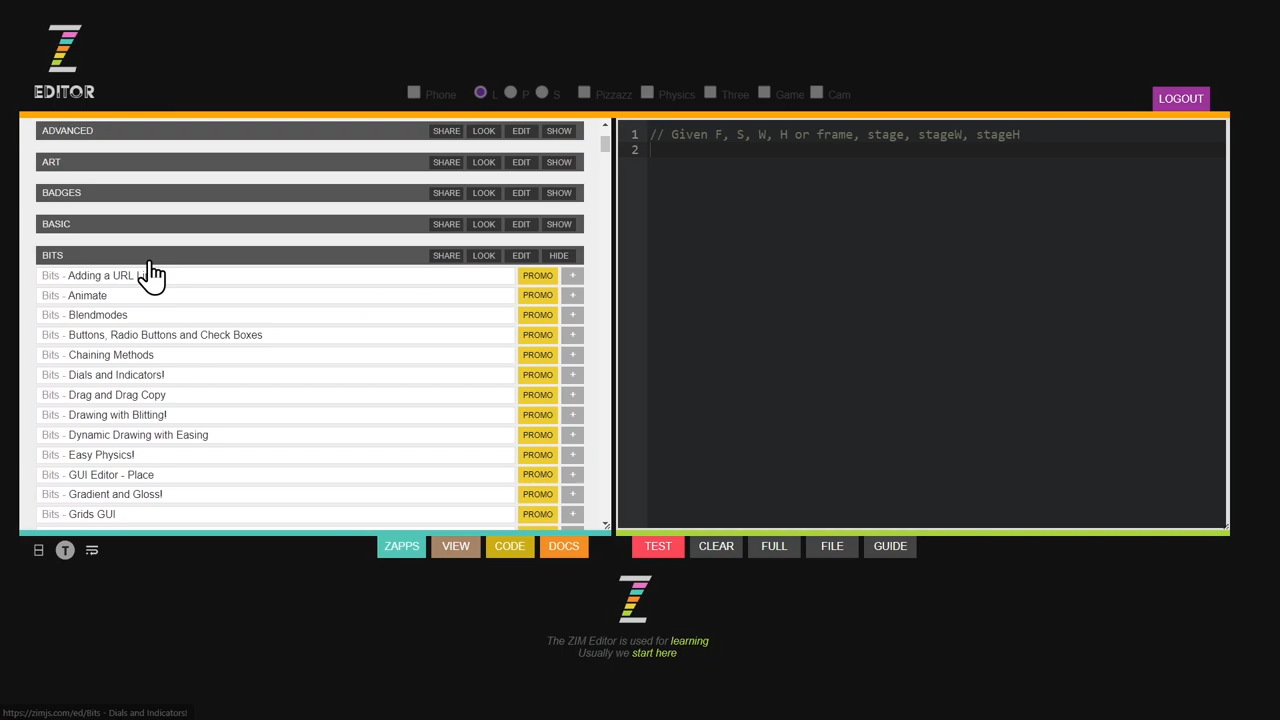 EDITOR
Phone L P S Pizzazz Physics Three Game Cam
LOGOUT
ADVANCED SHARE LOOK EDIT SHOW
ART SHARE LOOK EDIT SHOW
BADGES SHARE LOOK EDIT SHOW
BASIC SHARE LOOK EDIT SHOW
BITS SHARE LOOK EDIT HIDE
Bits - Adding a URL PROMO +
Bits - Animate PROMO +
Bits - Blendmodes PROMO +
Bits - Buttons, Radio Buttons and Check Boxes PROMO +
Bits - Chaining Methods PROMO +
Bits - Dials and Indicators! PROMO +
Bits - Drag and Drag Copy PROMO +
Bits - Drawing with Blitting! PROMO +
Bits - Dynamic Drawing with Easing PROMO +
Bits - Easy Physics! PROMO +
Bits - GUI Editor - Place PROMO +
Bits - Gradient and Gloss! PROMO +
Bits - Grids GUI PROMO +
1 // Given F, S, W, H or frame, stage, stageW, stageH
2
T
ZAPPS VIEW CODE DOCS
TEST CLEAR FULL FILE GUIDE
The ZIM Editor is used for learning
Usually we start here
https://zimjs.com/ed/Bits - Dials and Indicators!